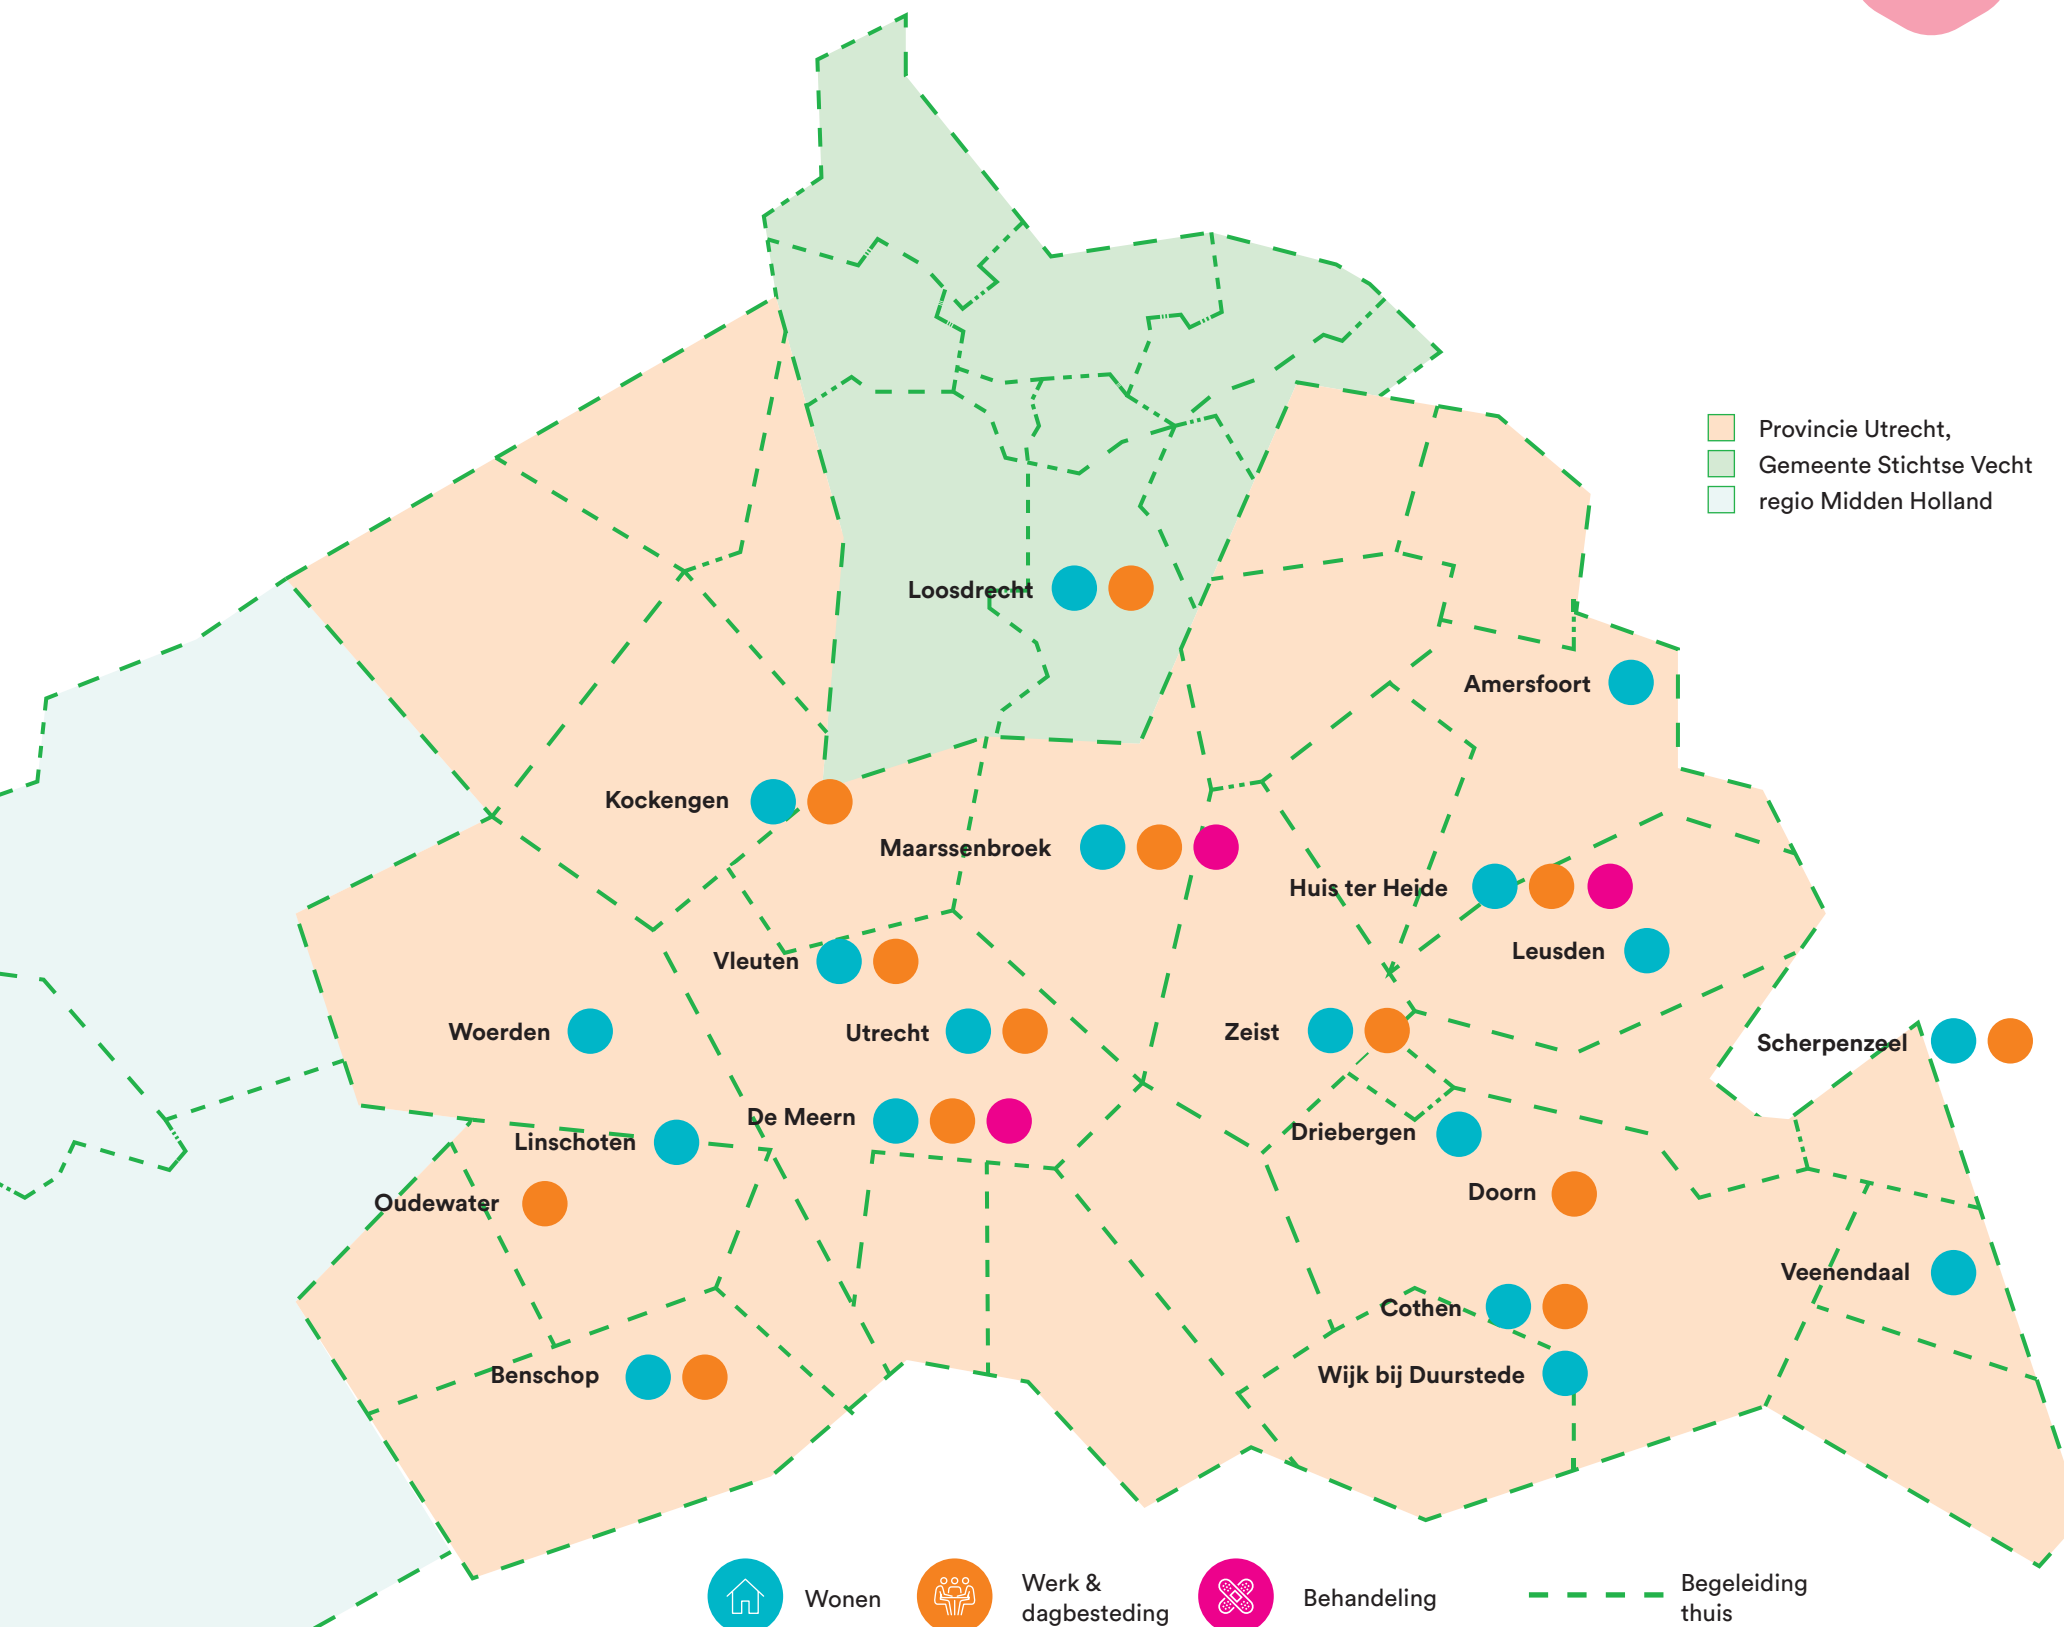 Provincie Utrecht,
Gemeente Stichtse Vecht
regio Midden Holland
Loosdrecht
Amersfoort
Kockengen
Maarssenbroek
Huis ter Heide
Leusden
Vleuten
Woerden
Utrecht
Zeist
Scherpenzeel
De Meern
Linschoten
Driebergen
Oudewater
Doorn
Veenendaal
Cothen
Benschop
Wijk bij Duurstede
Wonen
Werk &
dagbesteding
Behandeling
Begeleiding
thuis